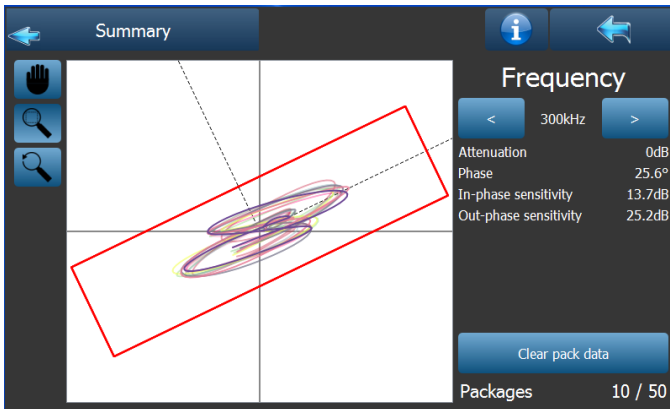 Summary
i
Frequency
< 300kHz >
Attenuation 0dB
Phase 25.6°
In-phase sensitivity 13.7dB
Out-phase sensitivity 25.2dB
Clear pack data
Packages 10 / 50